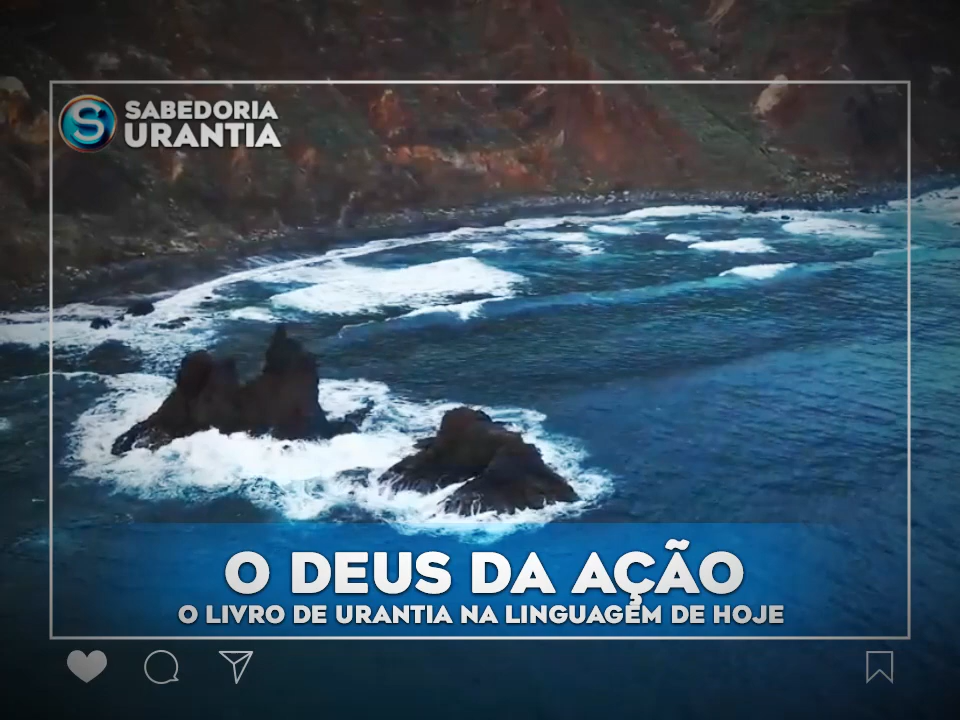 S
SABEDORIA
URANTIA
O DEUS DA AÇÃO
O LIVRO DE URANTIA NA LINGUAGEM DE HOJE